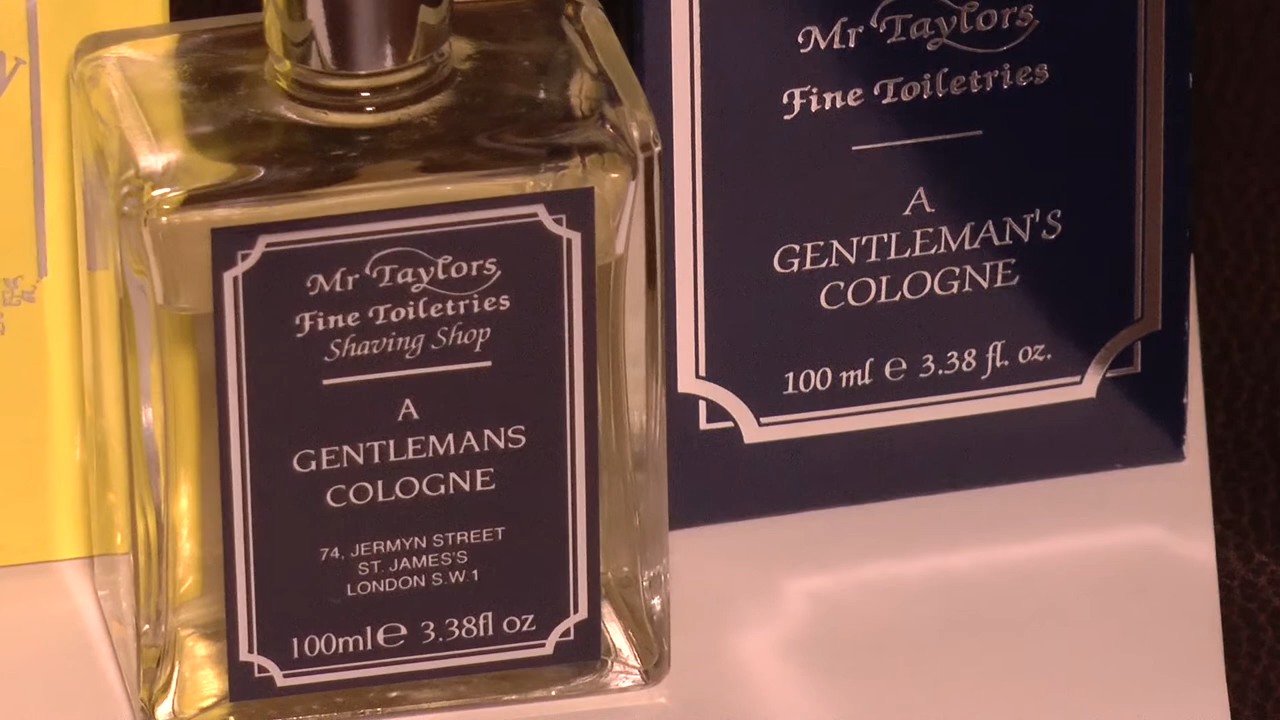 Mr Taylors
Fine Toiletries
Shaving Shop
A
GENTLEMANS
COLOGNE
74, JERMYN STREET
ST. JAMES'S
LONDON S.W.1
100ml e 3.38fl oz
Mr Taylors
Fine Toiletries
A
GENTLEMAN'S
COLOGNE
100 ml e 3.38 fl. oz.